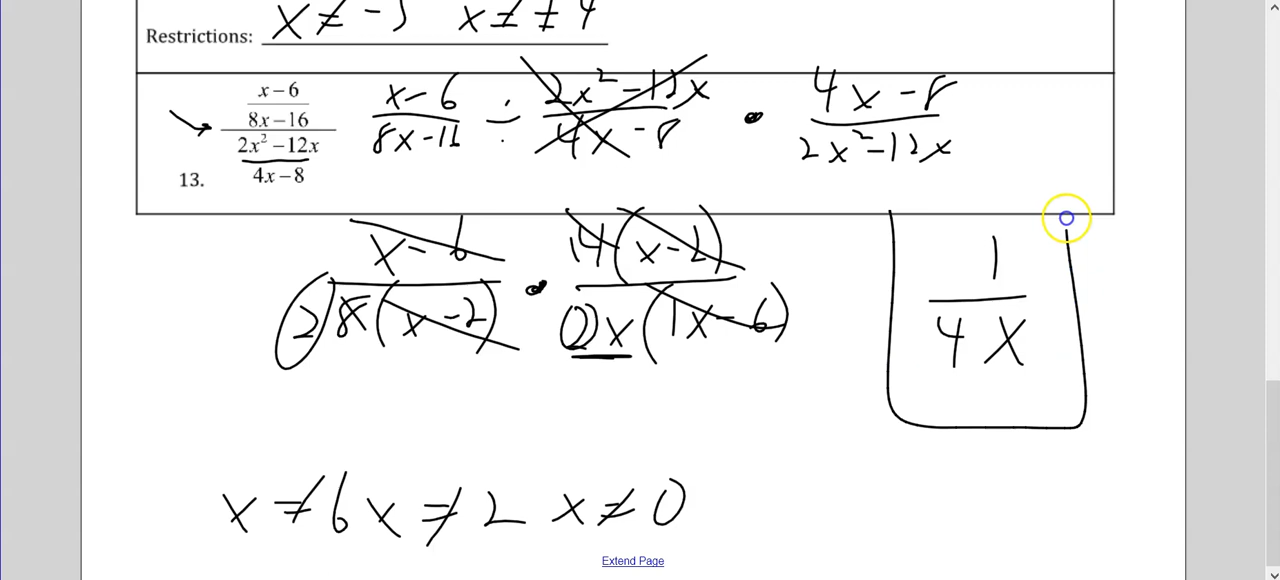 Restrictions: x ≠ -5 x ≠ ≠ 4
x – 6
8x – 16
2x² – 12x
4x – 8
13.
x - 6 / 8x - 16 ÷ 2x² - 12x / 4x - 8 • 4x - 8 / 2x² - 12x
x - 6 / 2 8(x - 2) • 14(x - 2) / 2x(1x - 6)
1 / 4x
x ≠ 6 x ≠ 2 x ≠ 0
Extend Page